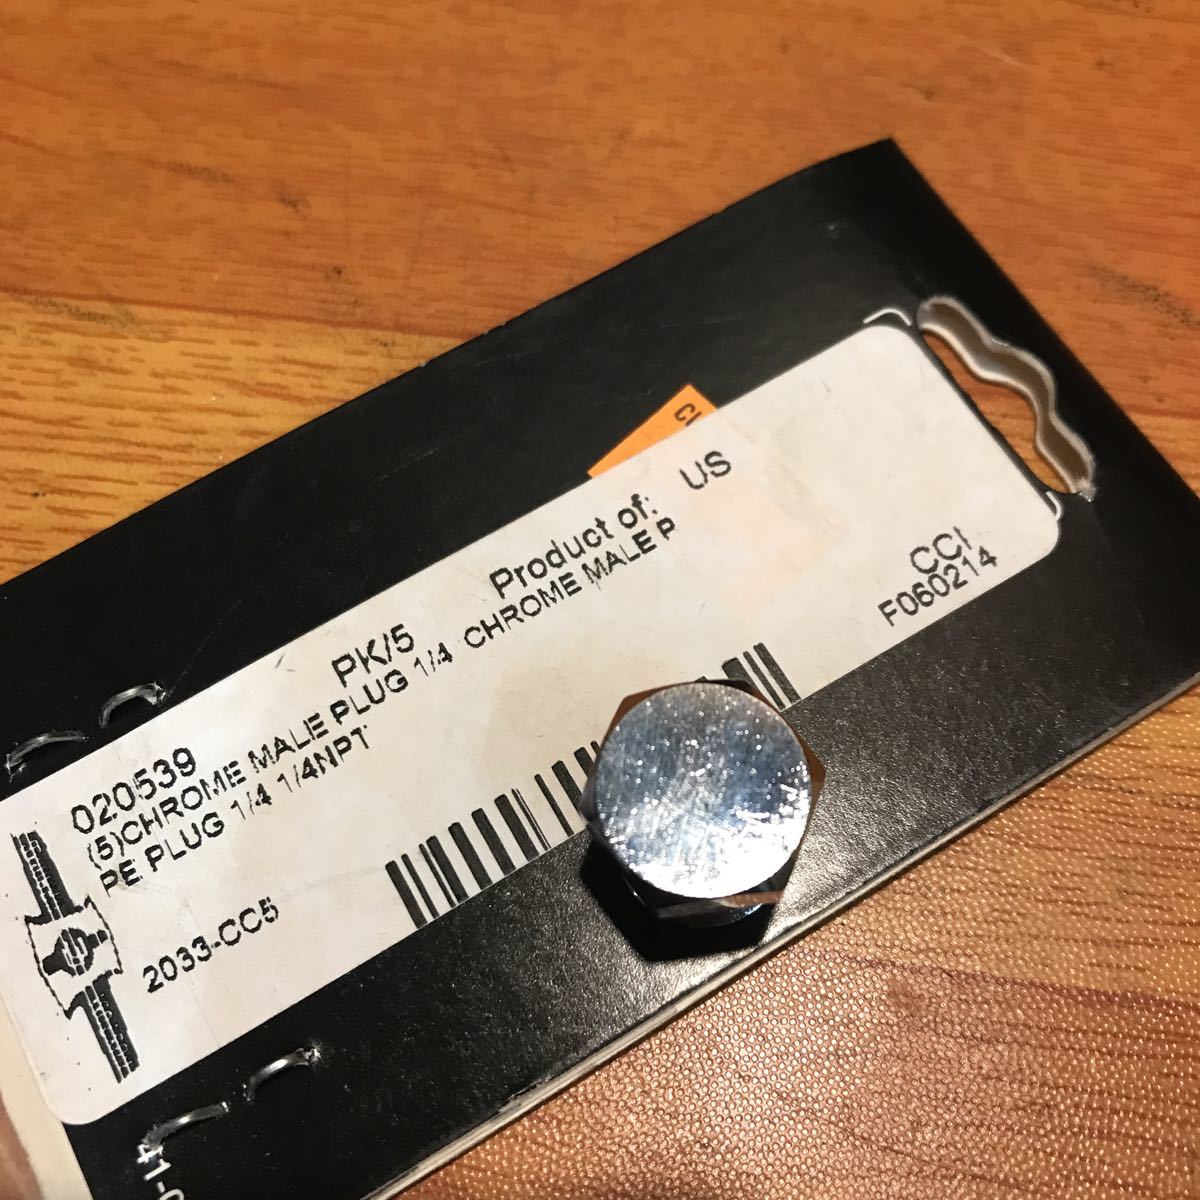 Product of: US
020539 PK/5 CCI
(5)CHROME MALE PLUG 1/4 CHROME MALE P F060214
PE PLUG 1/4 1/4NPT
2033-CC5